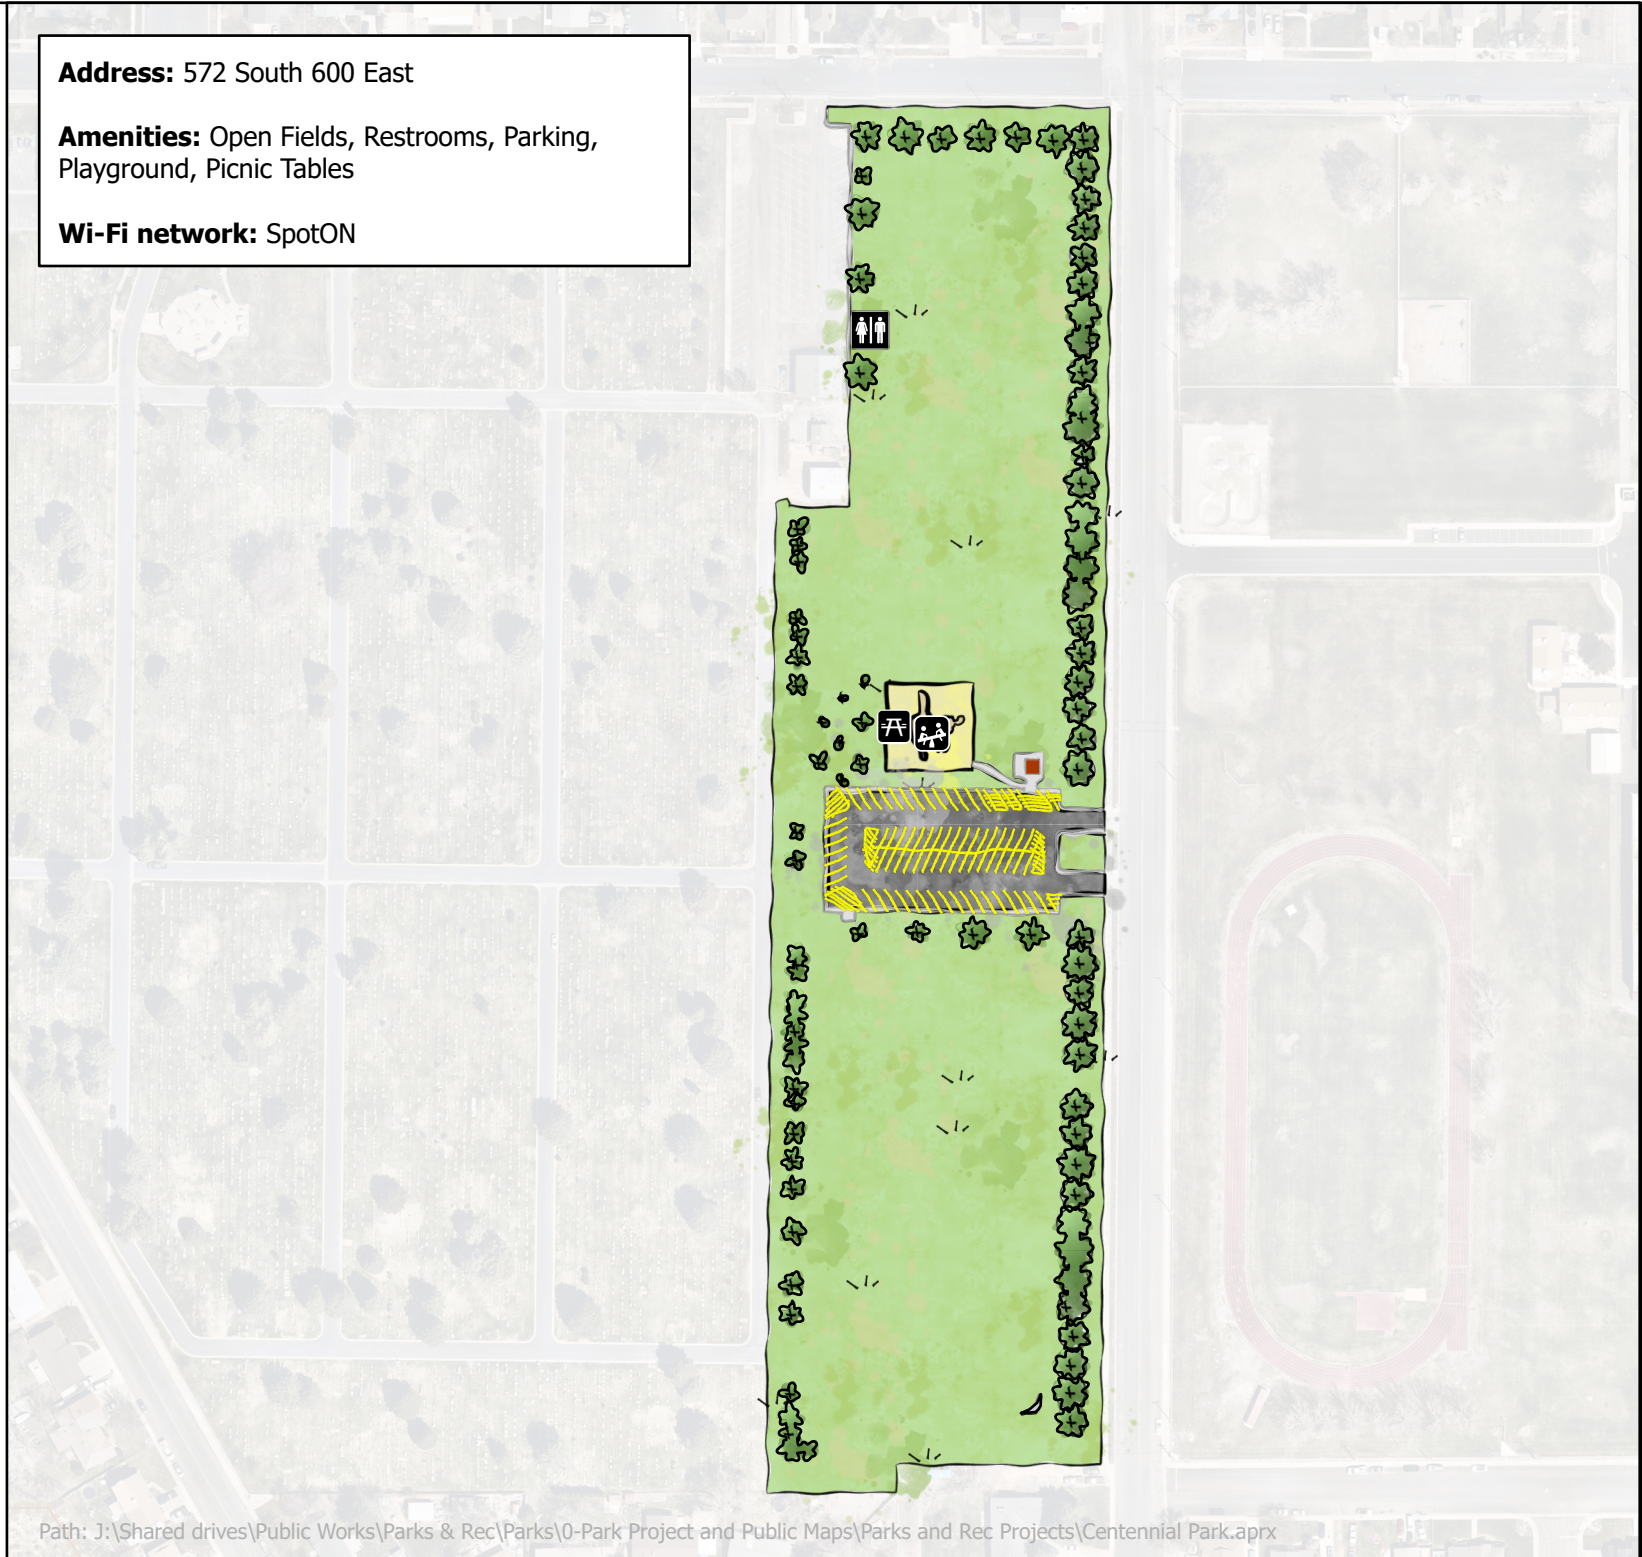 Address: 572 South 600 East
Amenities: Open Fields, Restrooms, Parking,
Playground, Picnic Tables
Wi-Fi network: SpotON
Path: J:\Shared drives\Public Works\Parks & Rec\Parks\0-Park Project and Public Maps\Parks and Rec Projects\Centennial Park.aprx